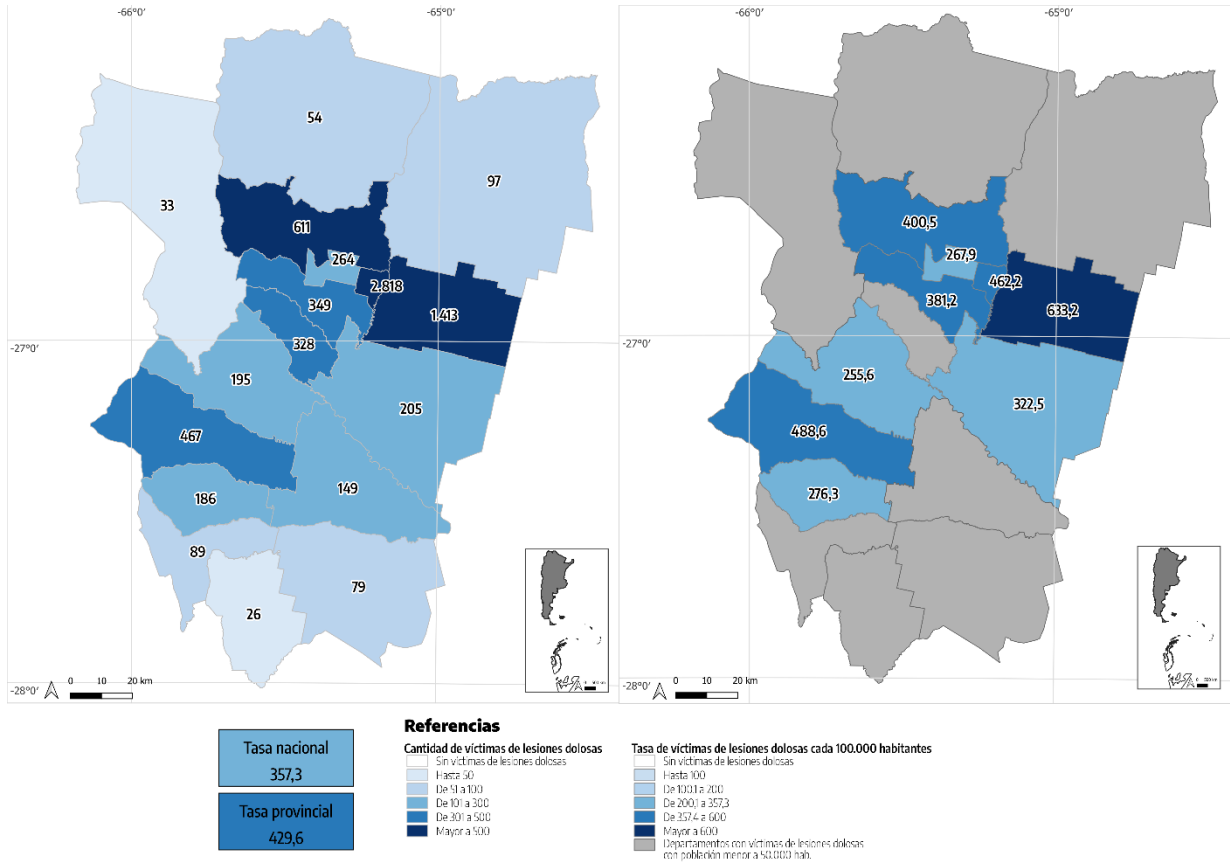 -66°0' -65°0' -66°0' -65°0'
54
97
33
611
264
2.818
349
1.413
328
195
205
467
149
186
89
79
26
-27°0'
-28°0'
0 10 20 km
400,5
267,9
462,2
381,2
633,2
255,6
322,5
488,6
276,3
-27°0'
-28°0'
0 10 20 km
Tasa nacional
357,3
Tasa provincial
429,6
Referencias
Cantidad de víctimas de lesiones dolosas
Sin víctimas de lesiones dolosas
Hasta 50
De 51 a 100
De 101 a 300
De 301 a 500
Mayor a 500
Tasa de víctimas de lesiones dolosas cada 100.000 habitantes
Sin víctimas de lesiones dolosas
Hasta 100
De 100,1 a 200
De 200,1 a 357,3
De 357,4 a 600
Mayor a 600
Departamentos con víctimas de lesiones dolosas
con población menor a 50.000 hab.